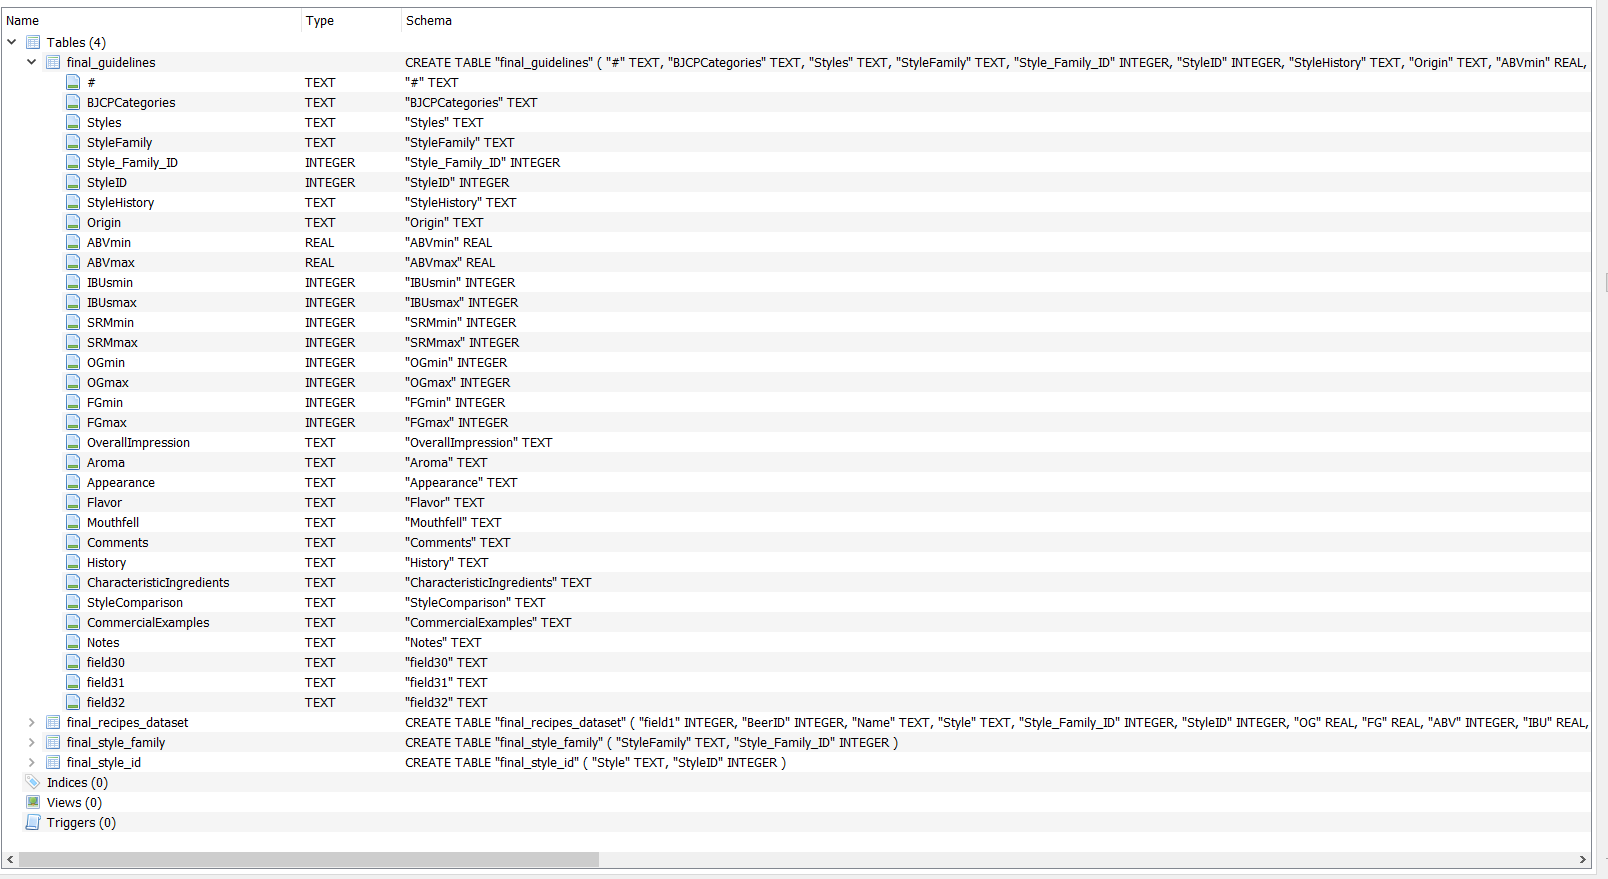 Name Type Schema
Tables (4)
final_guidelines CREATE TABLE "final_guidelines" ( "#" TEXT, "BJCPCategories" TEXT, "Styles" TEXT, "StyleFamily" TEXT, "Style_Family_ID" INTEGER, "StyleID" INTEGER, "StyleHistory" TEXT, "Origin" TEXT, "ABVmin" REAL,
# TEXT "#" TEXT
BJCPCategories TEXT "BJCPCategories" TEXT
Styles TEXT "Styles" TEXT
StyleFamily TEXT "StyleFamily" TEXT
Style_Family_ID INTEGER "Style_Family_ID" INTEGER
StyleID INTEGER "StyleID" INTEGER
StyleHistory TEXT "StyleHistory" TEXT
Origin TEXT "Origin" TEXT
ABVmin REAL "ABVmin" REAL
ABVmax REAL "ABVmax" REAL
IBUsmin INTEGER "IBUsmin" INTEGER
IBUsmax INTEGER "IBUsmax" INTEGER
SRMmin INTEGER "SRMmin" INTEGER
SRMmax INTEGER "SRMmax" INTEGER
OGmin INTEGER "OGmin" INTEGER
OGmax INTEGER "OGmax" INTEGER
FGmin INTEGER "FGmin" INTEGER
FGmax INTEGER "FGmax" INTEGER
OverallImpression TEXT "OverallImpression" TEXT
Aroma TEXT "Aroma" TEXT
Appearance TEXT "Appearance" TEXT
Flavor TEXT "Flavor" TEXT
Mouthfell TEXT "Mouthfell" TEXT
Comments TEXT "Comments" TEXT
History TEXT "History" TEXT
CharacteristicIngredients TEXT "CharacteristicIngredients" TEXT
StyleComparison TEXT "StyleComparison" TEXT
CommercialExamples TEXT "CommercialExamples" TEXT
Notes TEXT "Notes" TEXT
field30 TEXT "field30" TEXT
field31 TEXT "field31" TEXT
field32 TEXT "field32" TEXT
final_recipes_dataset CREATE TABLE "final_recipes_dataset" ( "field1" INTEGER, "BeerID" INTEGER, "Name" TEXT, "Style" TEXT, "Style_Family_ID" INTEGER, "StyleID" INTEGER, "OG" REAL, "FG" REAL, "ABV" INTEGER, "IBU" REAL,
final_style_family CREATE TABLE "final_style_family" ( "StyleFamily" TEXT, "Style_Family_ID" INTEGER )
final_style_id CREATE TABLE "final_style_id" ( "Style" TEXT, "StyleID" INTEGER )
Indices (0)
Views (0)
Triggers (0)